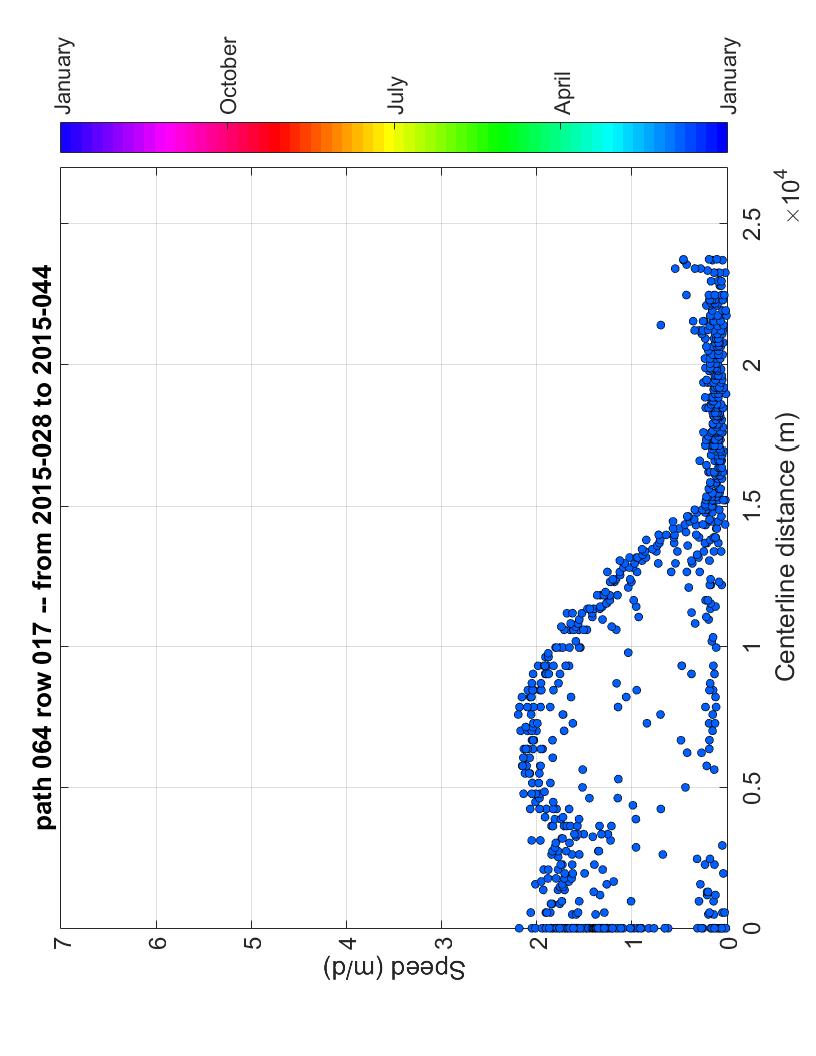 path 064 row 017 -- from 2015-028 to 2015-044
7
6
5
4
3
2
1
0
Speed (m/d)
0
0.5
1
1.5
2
2.5
×10^4
Centerline distance (m)
January
October
July
April
January